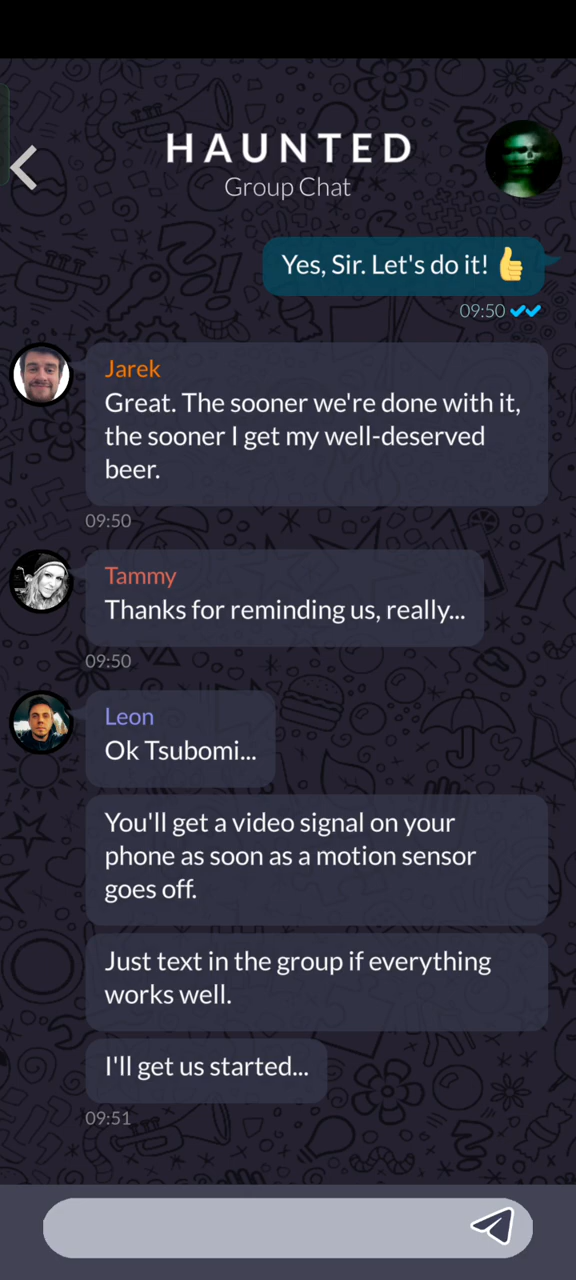 HAUNTED
Group Chat
Yes, Sir. Let's do it! 👍
09:50
Jarek
Great. The sooner we're done with it,
the sooner I get my well-deserved
beer.
09:50
Tammy
Thanks for reminding us, really...
09:50
Leon
Ok Tsubomi...
You'll get a video signal on your
phone as soon as a motion sensor
goes off.
Just text in the group if everything
works well.
I'll get us started...
09:51